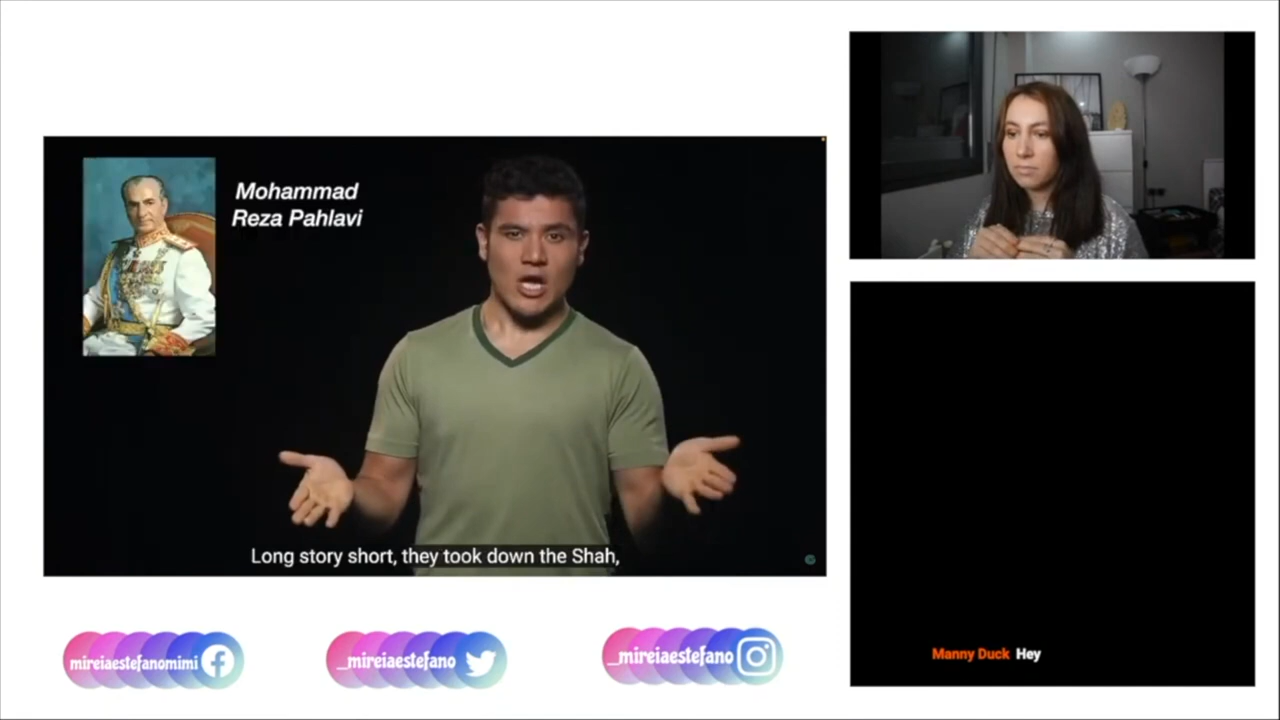 Mohammad
Reza Pahlavi
Long story short, they took down the Shah,
mireiaestefanomimi
_mireiaestefano
_mireiaestefano
Manny Duck Hey